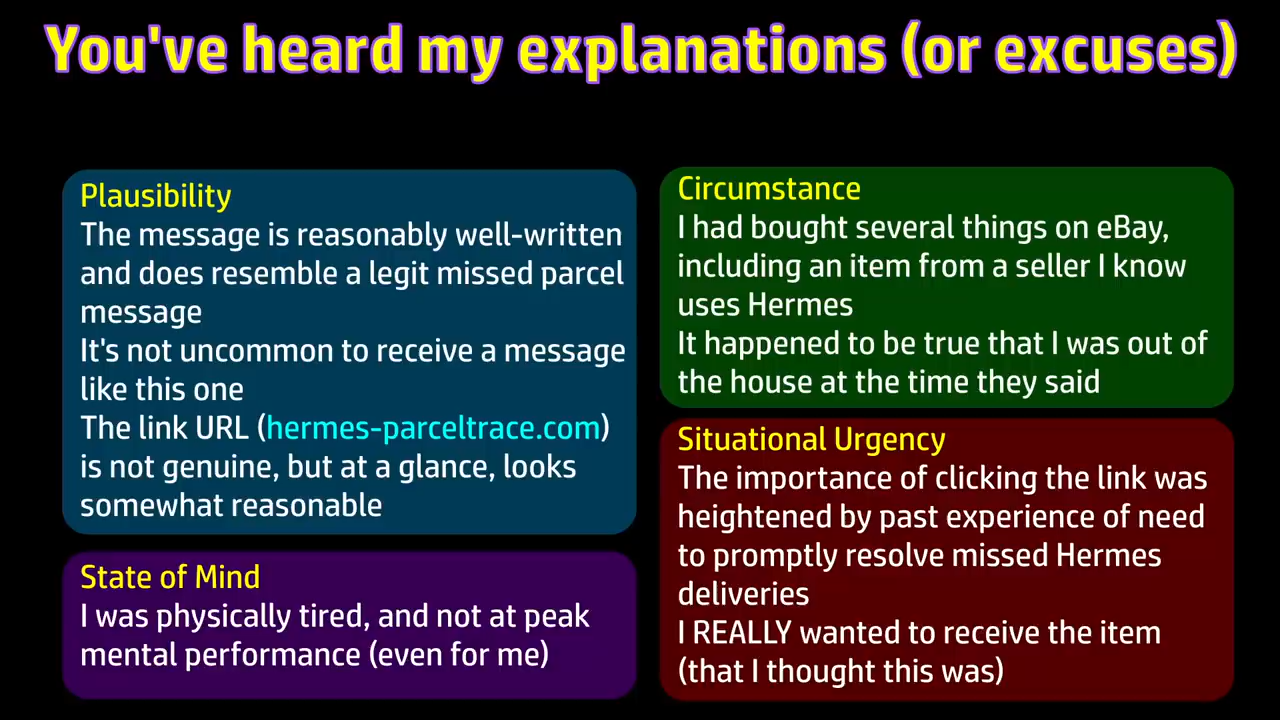 You've heard my explanations (or excuses)
Plausibility
The message is reasonably well-written
and does resemble a legit missed parcel
message
It's not uncommon to receive a message
like this one
The link URL (hermes-parceltrace.com)
is not genuine, but at a glance, looks
somewhat reasonable
State of Mind
I was physically tired, and not at peak
mental performance (even for me)
Circumstance
I had bought several things on eBay,
including an item from a seller I know
uses Hermes
It happened to be true that I was out of
the house at the time they said
Situational Urgency
The importance of clicking the link was
heightened by past experience of need
to promptly resolve missed Hermes
deliveries
I REALLY wanted to receive the item
(that I thought this was)